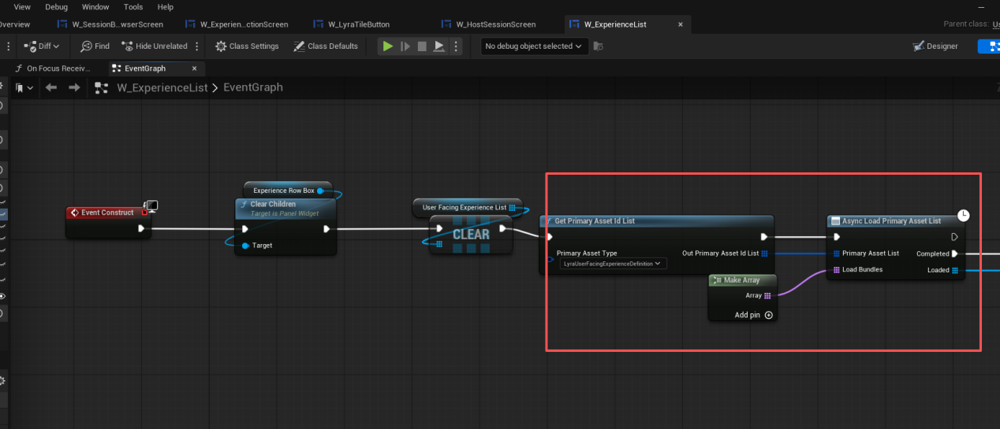 View Debug Window Tools Help
Overview W_SessionB...wserScreen W_Experien...ctionScreen W_LyraTileButton W_HostSessionScreen W_ExperienceList Parent class:
Diff Find Hide Unrelated Class Settings Class Defaults No debug object selected Designer
On Focus Receiv... EventGraph
W_ExperienceList > EventGraph
Experience Row Box
Clear Children
Target is Panel Widget
Target
Event Construct
User Facing Experience List
CLEAR
Get Primary Asset Id List
Primary Asset Type
LyraUserFacingExperienceDefinition
Out Primary Asset Id List
Make Array
Array
Add pin
Async Load Primary Asset List
Primary Asset List Completed
Load Bundles Loaded